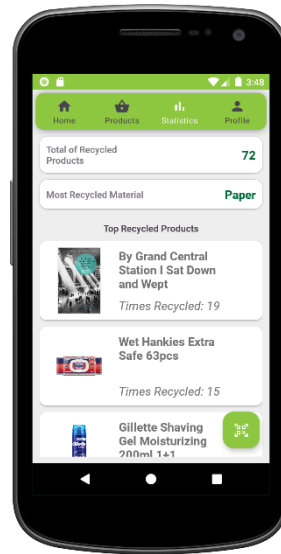 3:48
Home Products Statistics Profile
Total of Recycled
Products
72
Most Recycled Material Paper
Top Recycled Products
By Grand Central
Station I Sat Down
and Wept
Times Recycled: 19
Wet Hankies Extra
Safe 63pcs
Times Recycled: 15
Gillette Shaving
Gel Moisturizing
200ml 1+1